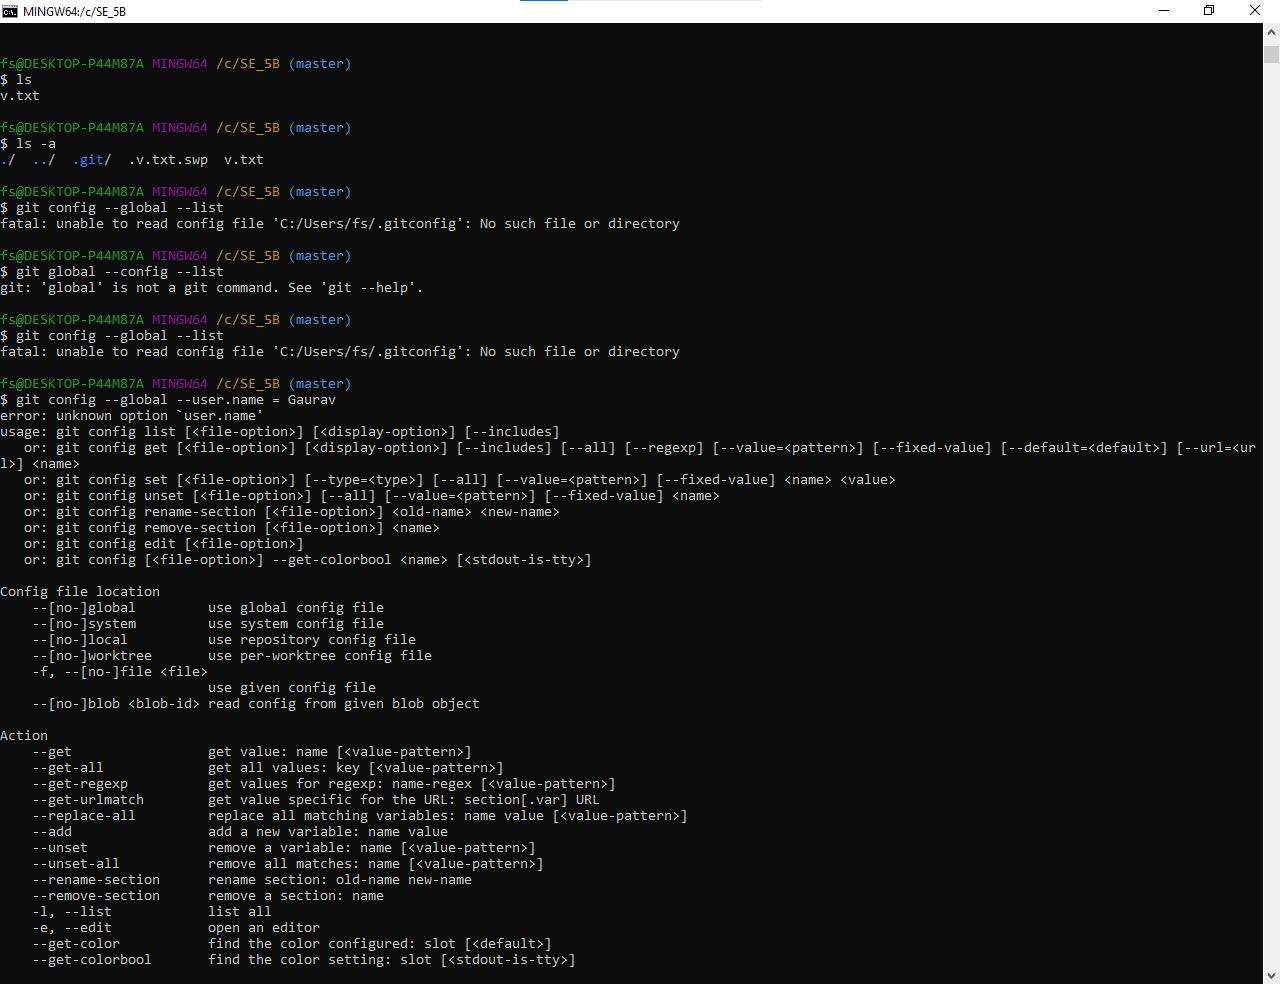 MINGW64:/c/SE_5B
fs@DESKTOP-P44M87A MINGW64 /c/SE_5B (master)
$ ls
v.txt
fs@DESKTOP-P44M87A MINGW64 /c/SE_5B (master)
$ ls -a
./  ../  .git/  .v.txt.swp  v.txt
fs@DESKTOP-P44M87A MINGW64 /c/SE_5B (master)
$ git config --global --list
fatal: unable to read config file 'C:/Users/fs/.gitconfig': No such file or directory
fs@DESKTOP-P44M87A MINGW64 /c/SE_5B (master)
$ git global --config --list
git: 'global' is not a git command. See 'git --help'.
fs@DESKTOP-P44M87A MINGW64 /c/SE_5B (master)
$ git config --global --list
fatal: unable to read config file 'C:/Users/fs/.gitconfig': No such file or directory
fs@DESKTOP-P44M87A MINGW64 /c/SE_5B (master)
$ git config --global --user.name = Gaurav
error: unknown option `user.name'
usage: git config list [<file-option>] [<display-option>] [--includes]
   or: git config get [<file-option>] [<display-option>] [--includes] [--all] [--regexp] [--value=<pattern>] [--fixed-value] [--default=<default>] [--url=<ur
l>] <name>
   or: git config set [<file-option>] [--type=<type>] [--all] [--value=<pattern>] [--fixed-value] <name> <value>
   or: git config unset [<file-option>] [--all] [--value=<pattern>] [--fixed-value] <name>
   or: git config rename-section [<file-option>] <old-name> <new-name>
   or: git config remove-section [<file-option>] <name>
   or: git config edit [<file-option>]
   or: git config [<file-option>] --get-colorbool <name> [<stdout-is-tty>]
Config file location
    --[no-]global         use global config file
    --[no-]system         use system config file
    --[no-]local          use repository config file
    --[no-]worktree       use per-worktree config file
    -f, --[no-]file <file>
                          use given config file
    --[no-]blob <blob-id> read config from given blob object
Action
    --get                 get value: name [<value-pattern>]
    --get-all             get all values: key [<value-pattern>]
    --get-regexp          get values for regexp: name-regex [<value-pattern>]
    --get-urlmatch        get value specific for the URL: section[.var] URL
    --replace-all         replace all matching variables: name value [<value-pattern>]
    --add                 add a new variable: name value
    --unset               remove a variable: name [<value-pattern>]
    --unset-all           remove all matches: name [<value-pattern>]
    --rename-section      rename section: old-name new-name
    --remove-section      remove a section: name
    -l, --list            list all
    -e, --edit            open an editor
    --get-color           find the color configured: slot [<default>]
    --get-colorbool       find the color setting: slot [<stdout-is-tty>]